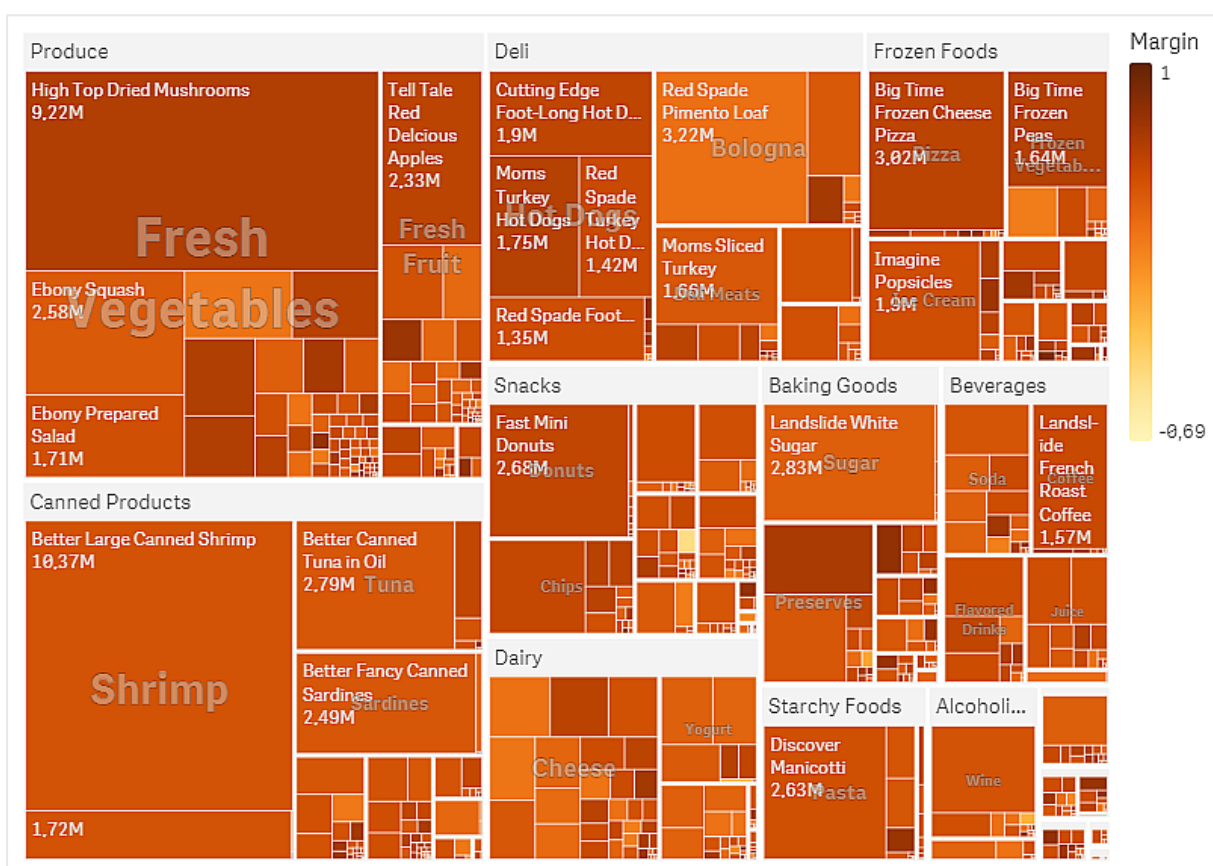 Margin
1
-0,69
Produce
High Top Dried Mushrooms
9,22M
Fresh
Vegetables
Ebony Squash
2,58M
Ebony Prepared
Salad
1,71M
Tell Tale
Red
Delcious
Apples
2,33M
Fresh
Fruit
Canned Products
Better Large Canned Shrimp
10,37M
Shrimp
1,72M
Better Canned
Tuna in Oil
2,79M
Tuna
Better Fancy Canned
Sardines
2,49M
Sardines
Deli
Cutting Edge
Foot-Long Hot D...
1,9M
Moms
Turkey
Hot Dogs
1,75M
Red
Spade
Turkey
Hot D...
1,42M
Hot Dogs
Red Spade Foot...
1,35M
Red Spade
Pimento Loaf
3,22M
Bologna
Moms Sliced
Turkey
1,66M
Deli Meats
Frozen Foods
Big Time
Frozen Cheese
Pizza
3,02M
Pizza
Big Time
Frozen
Peas
1,64M
Frozen
Vegetab...
Imagine
Popsicles
1,9M
Ice Cream
Snacks
Fast Mini
Donuts
2,68M
Donuts
Chips
Baking Goods
Landslide White
Sugar
2,83M
Sugar
Preserves
Beverages
Soda
Landsl-
ide
French
Roast
Coffee
1,57M
Coffee
Flavored
Drinks
Juice
Dairy
Cheese
Yogurt
Starchy Foods
Discover
Manicotti
2,63M
Pasta
Alcoholi...
Wine